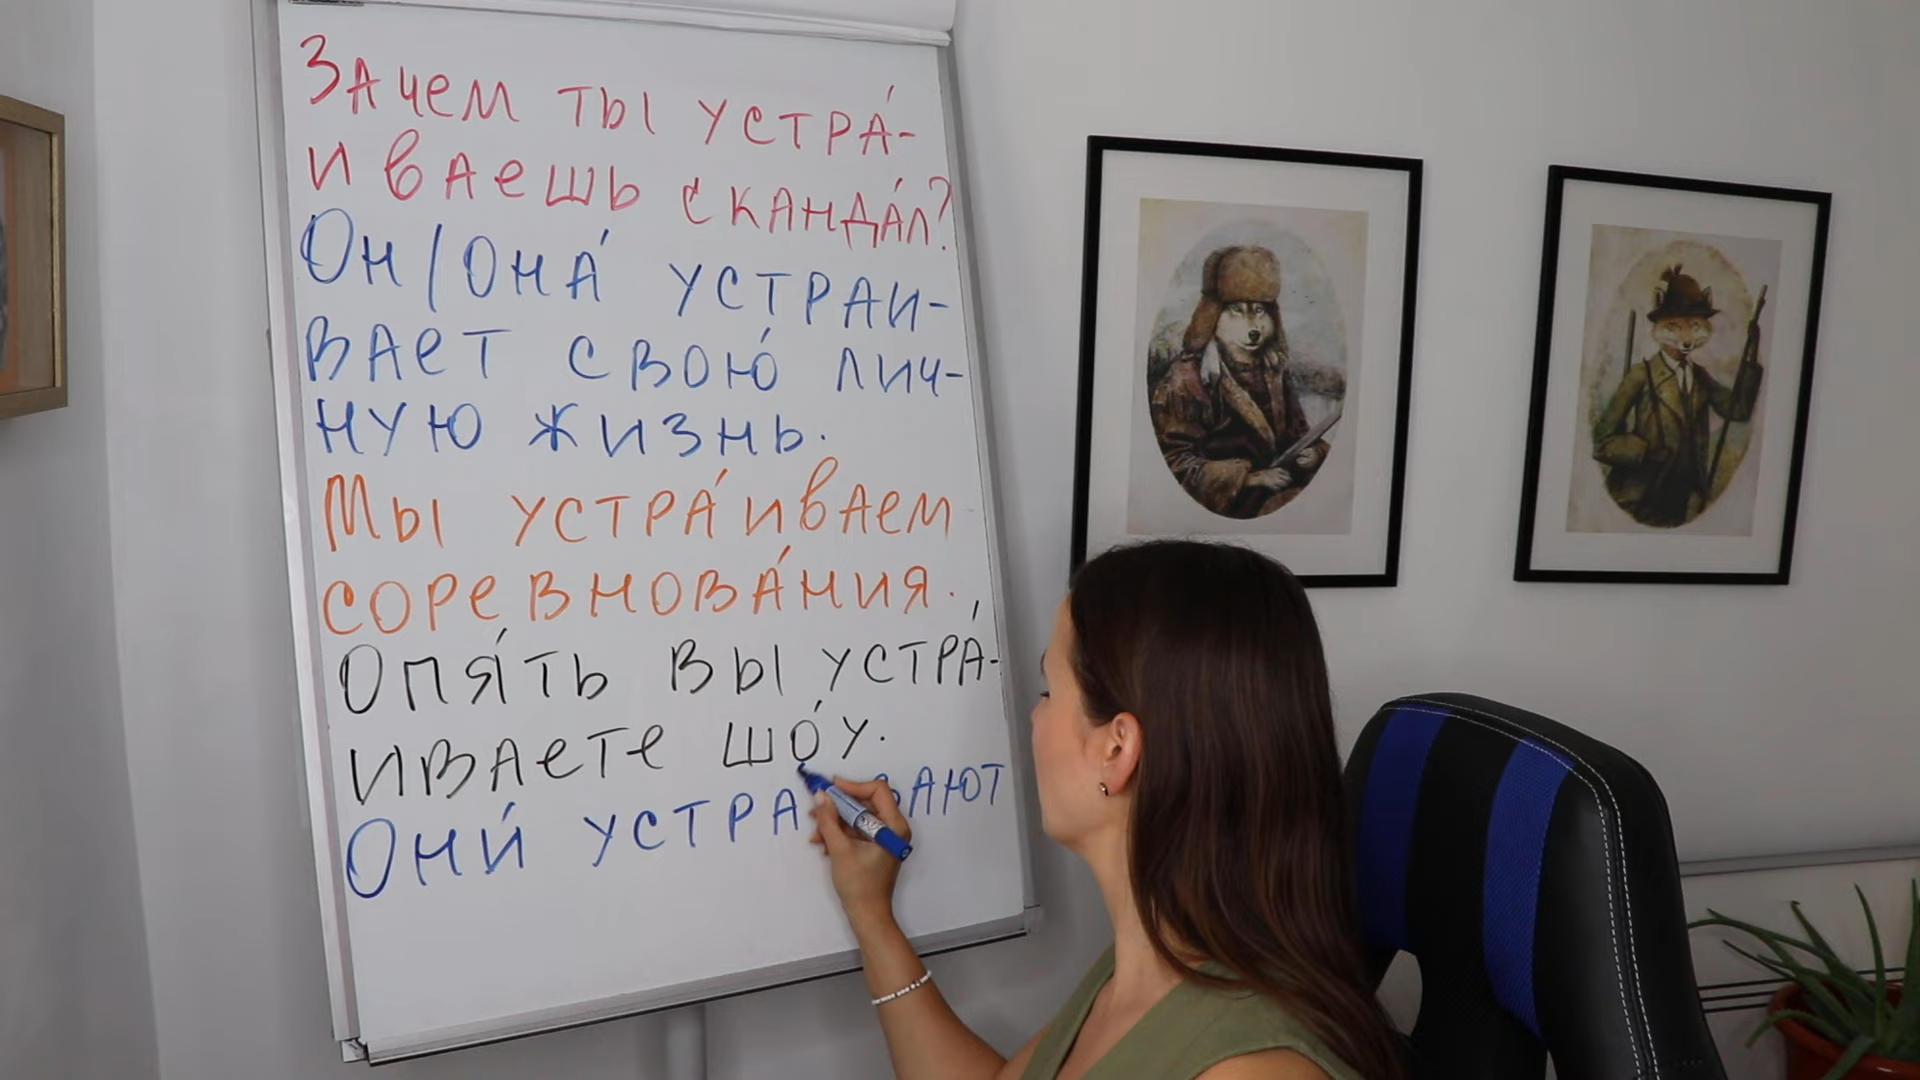 Зачем ты устра́-
иваешь сканда́л?
Он/она́ устраи-
вает свою́ лич-
ную жизнь.
Мы устра́иваем
соревнова́ния.
Опя́ть вы устра́-
иваете шо́у.
Они́